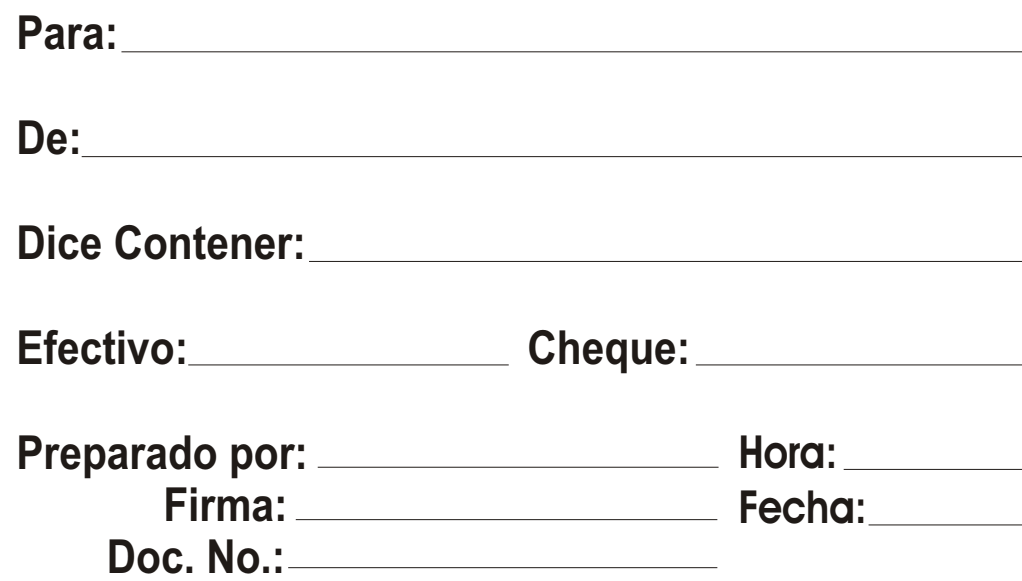 Para:
De:
Dice Contener:
Efectivo: Cheque:
Preparado por: Hora:
Firma: Fecha:
Doc. No.: